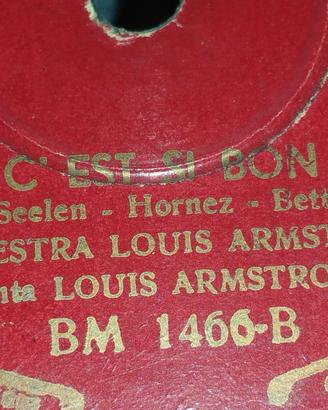 C'EST SI BON
Seelen - Hornez - Bett
ESTRA LOUIS ARMST
nta LOUIS ARMSTRO
BM 1466-B